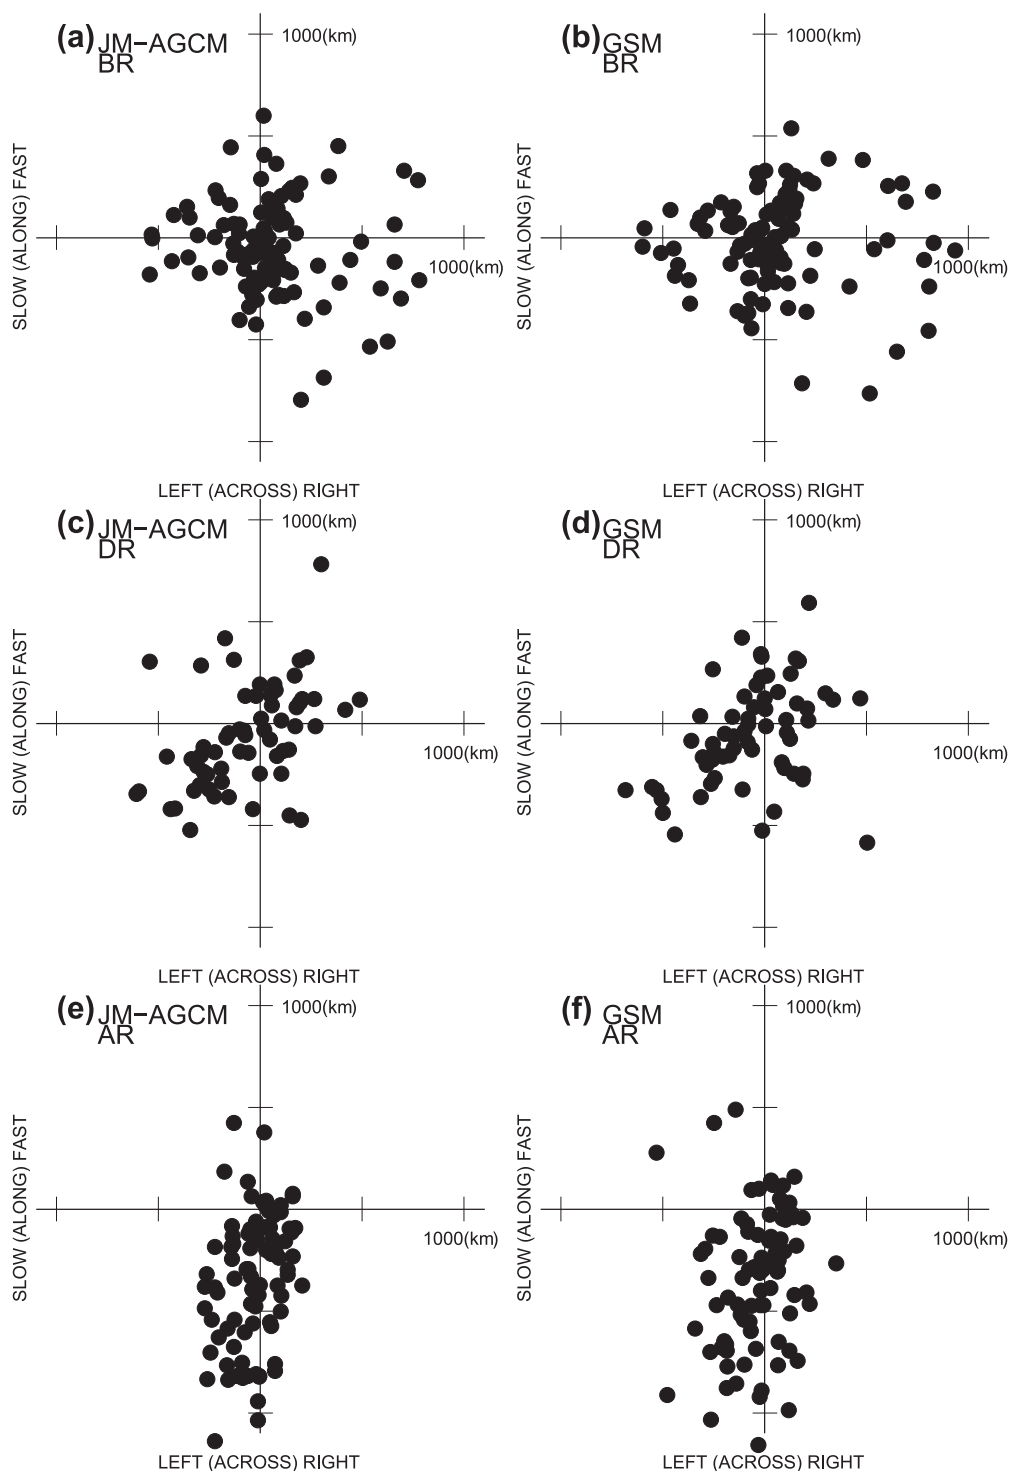 (a) JM−AGCM
BR
1000(km)
SLOW (ALONG) FAST
1000(km)
LEFT (ACROSS) RIGHT
(b) GSM
BR
1000(km)
SLOW (ALONG) FAST
1000(km)
LEFT (ACROSS) RIGHT
(c) JM−AGCM
DR
1000(km)
SLOW (ALONG) FAST
1000(km)
LEFT (ACROSS) RIGHT
(d) GSM
DR
1000(km)
SLOW (ALONG) FAST
1000(km)
LEFT (ACROSS) RIGHT
(e) JM−AGCM
AR
1000(km)
SLOW (ALONG) FAST
1000(km)
LEFT (ACROSS) RIGHT
(f) GSM
AR
1000(km)
SLOW (ALONG) FAST
1000(km)
LEFT (ACROSS) RIGHT